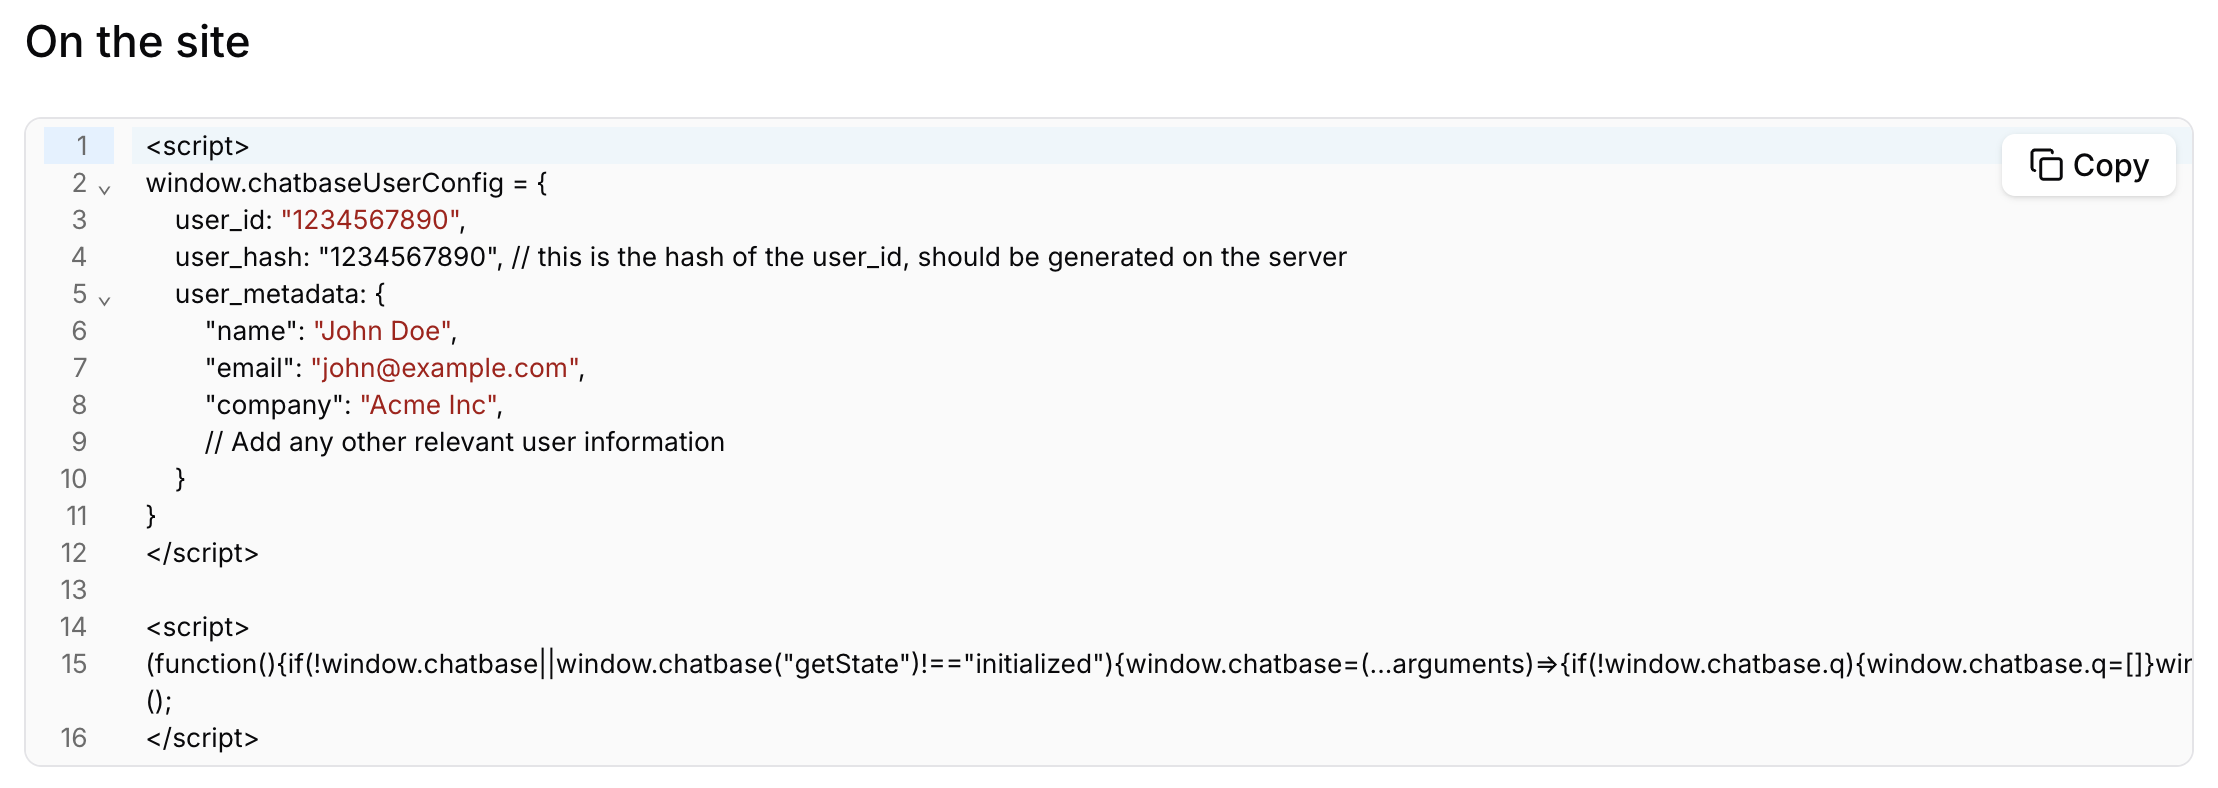 On the site
Copy
1 <script>
2 window.chatbaseUserConfig = {
3 user_id: "1234567890",
4 user_hash: "1234567890", // this is the hash of the user_id, should be generated on the server
5 user_metadata: {
6 "name": "John Doe",
7 "email": "john@example.com",
8 "company": "Acme Inc",
9 // Add any other relevant user information
10 }
11 }
12 </script>
13
14 <script>
15 (function(){if(!window.chatbase||window.chatbase("getState")!=="initialized"){window.chatbase=(...arguments)=>{if(!window.chatbase.q){window.chatbase.q=[]}
();
16 </script>